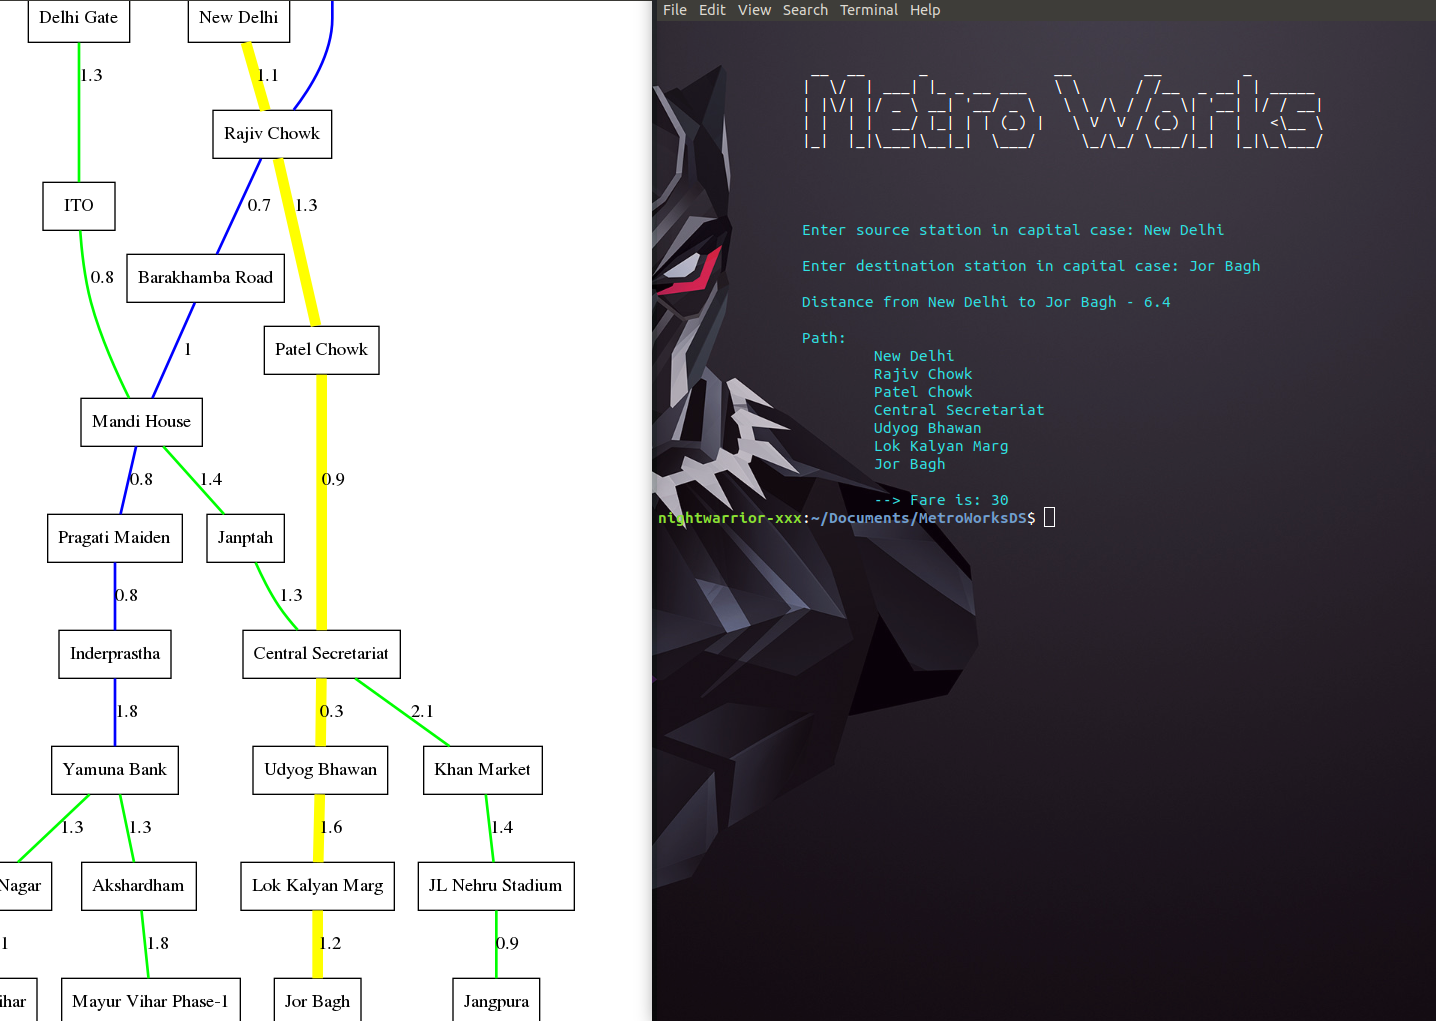 Delhi Gate
New Delhi
1.3
1.1
Rajiv Chowk
ITO
0.7
1.3
0.8
Barakhamba Road
1
Patel Chowk
Mandi House
0.8
1.4
0.9
Pragati Maiden
Janptah
0.8
1.3
Inderprastha
Central Secretariat
1.8
0.3
2.1
Yamuna Bank
Udyog Bhawan
Khan Market
1.3
1.3
1.6
1.4
Nagar
Akshardham
Lok Kalyan Marg
JL Nehru Stadium
1
1.8
1.2
0.9
ihar
Mayur Vihar Phase-1
Jor Bagh
Jangpura
File Edit View Search Terminal Help
Metro Works
Enter source station in capital case: New Delhi
Enter destination station in capital case: Jor Bagh
Distance from New Delhi to Jor Bagh - 6.4
Path:
New Delhi
Rajiv Chowk
Patel Chowk
Central Secretariat
Udyog Bhawan
Lok Kalyan Marg
Jor Bagh
--> Fare is: 30
nightwarrior-xxx:~/Documents/MetroWorksDS$